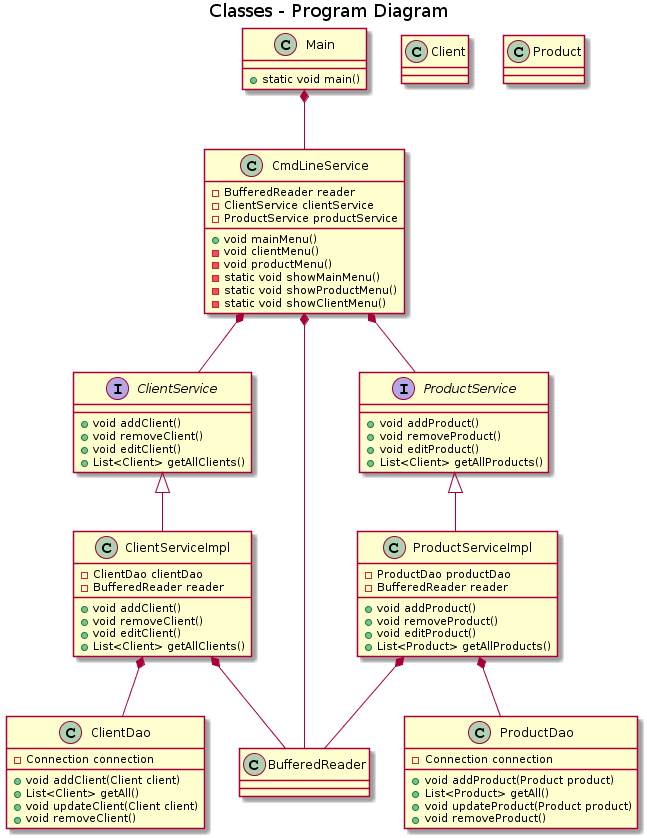 Classes - Program Diagram
C Main
static void main()
C Client
C Product
C CmdLineService
BufferedReader reader
ClientService clientService
ProductService productService
void mainMenu()
void clientMenu()
void productMenu()
static void showMainMenu()
static void showProductMenu()
static void showClientMenu()
I ClientService
void addClient()
void removeClient()
void editClient()
List<Client> getAllClients()
I ProductService
void addProduct()
void removeProduct()
void editProduct()
List<Client> getAllProducts()
C ClientServiceImpl
ClientDao clientDao
BufferedReader reader
void addClient()
void removeClient()
void editClient()
List<Client> getAllClients()
C ProductServiceImpl
ProductDao productDao
BufferedReader reader
void addProduct()
void removeProduct()
void editProduct()
List<Product> getAllProducts()
C ClientDao
Connection connection
void addClient(Client client)
List<Client> getAll()
void updateClient(Client client)
void removeClient()
C BufferedReader
C ProductDao
Connection connection
void addProduct(Product product)
List<Product> getAll()
void updateProduct(Product product)
void removeProduct()